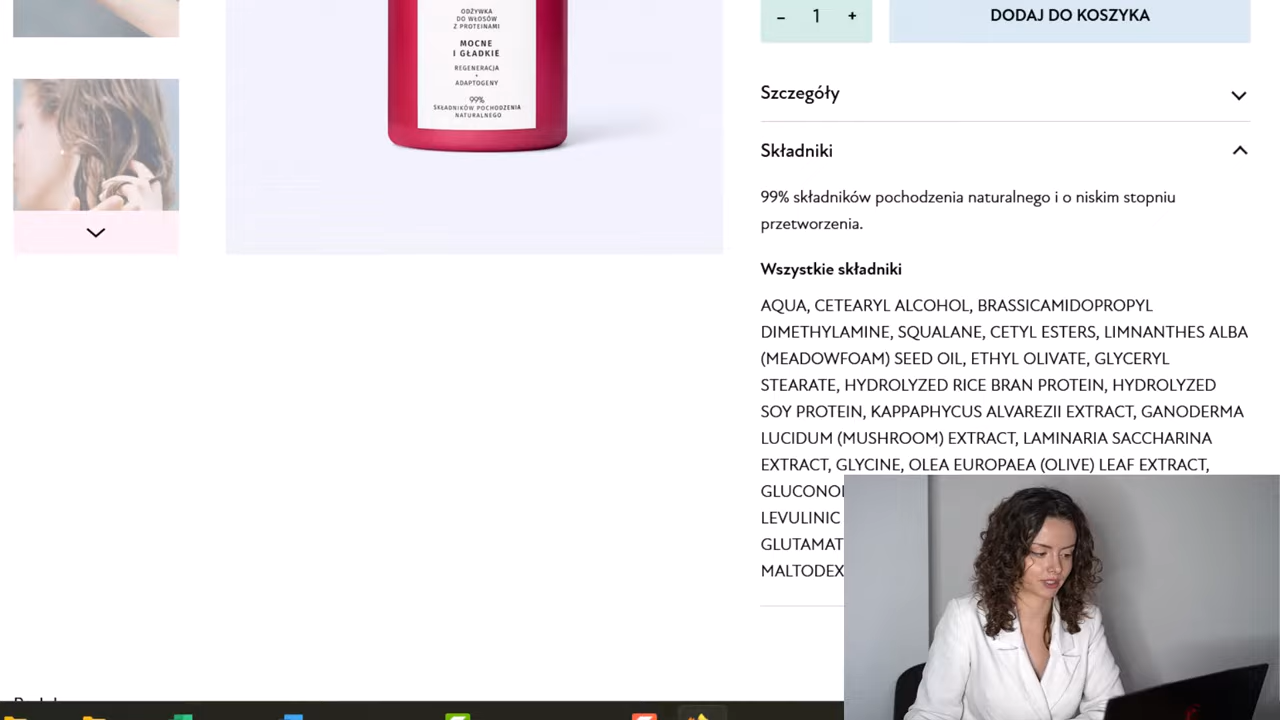 ODŻYWKA
DO WŁOSÓW
Z PROTEINAMI
MOCNE
I GŁADKIE
REGENERACJA
+
ADAPTOGENY
99%
SKŁADNIKÓW POCHODZENIA
NATURALNEGO
– 1 +
DODAJ DO KOSZYKA
Szczegóły
Składniki
99% składników pochodzenia naturalnego i o niskim stopniu
przetworzenia.
Wszystkie składniki
AQUA, CETEARYL ALCOHOL, BRASSICAMIDOPROPYL
DIMETHYLAMINE, SQUALANE, CETYL ESTERS, LIMNANTHES ALBA
(MEADOWFOAM) SEED OIL, ETHYL OLIVATE, GLYCERYL
STEARATE, HYDROLYZED RICE BRAN PROTEIN, HYDROLYZED
SOY PROTEIN, KAPPAPHYCUS ALVAREZII EXTRACT, GANODERMA
LUCIDUM (MUSHROOM) EXTRACT, LAMINARIA SACCHARINA
EXTRACT, GLYCINE, OLEA EUROPAEA (OLIVE) LEAF EXTRACT,
LEVULINIC